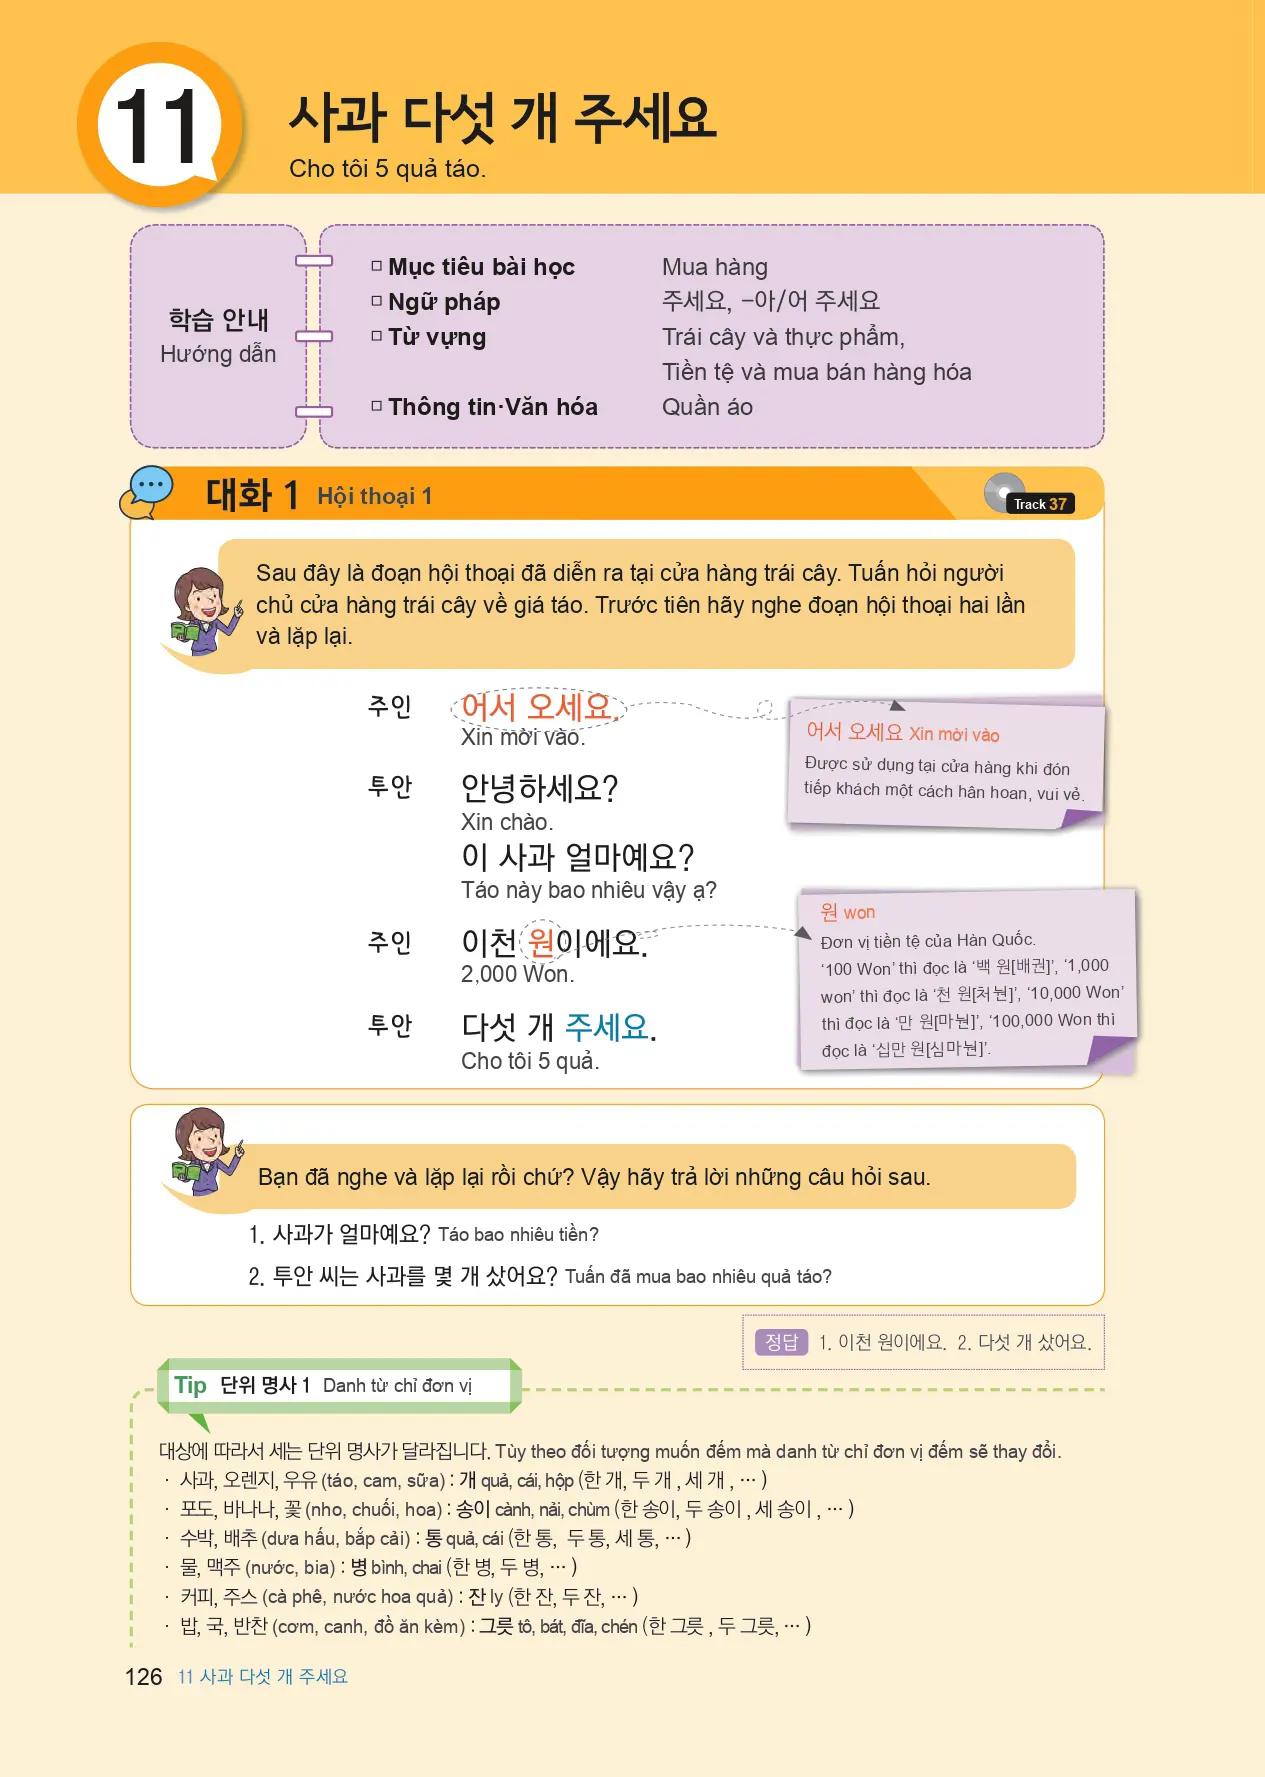 11
사과 다섯 개 주세요
Cho tôi 5 quả táo.
학습 안내
Hướng dẫn
□ Mục tiêu bài học Mua hàng
□ Ngữ pháp 주세요, -아/어 주세요
□ Từ vựng Trái cây và thực phẩm,
Tiền tệ và mua bán hàng hóa
□ Thông tin·Văn hóa Quần áo
대화 1 Hội thoại 1
Track 37
Sau đây là đoạn hội thoại đã diễn ra tại cửa hàng trái cây. Tuấn hỏi người
chủ cửa hàng trái cây về giá táo. Trước tiên hãy nghe đoạn hội thoại hai lần
và lặp lại.
주인 어서 오세요.
Xin mời vào.
투안 안녕하세요?
Xin chào.
이 사과 얼마예요?
Táo này bao nhiêu vậy ạ?
주인 이천 원이에요.
2,000 Won.
투안 다섯 개 주세요.
Cho tôi 5 quả.
어서 오세요 Xin mời vào
Được sử dụng tại cửa hàng khi đón
tiếp khách một cách hân hoan, vui vẻ.
원 won
Đơn vị tiền tệ của Hàn Quốc.
‘100 Won’ thì đọc là ‘백 원[배권]’, ‘1,000
won’ thì đọc là ‘천 원[처눤]’, ‘10,000 Won’
thì đọc là ‘만 원[마눤]’, ‘100,000 Won thì
đọc là ‘십만 원[심마눤]’.
Bạn đã nghe và lặp lại rồi chứ? Vậy hãy trả lời những câu hỏi sau.
1. 사과가 얼마예요? Táo bao nhiêu tiền?
2. 투안 씨는 사과를 몇 개 샀어요? Tuấn đã mua bao nhiêu quả táo?
정답 1. 이천 원이에요. 2. 다섯 개 샀어요.
Tip 단위 명사 1 Danh từ chỉ đơn vị
대상에 따라서 세는 단위 명사가 달라집니다. Tùy theo đối tượng muốn đếm mà danh từ chỉ đơn vị đếm sẽ thay đổi.
· 사과, 오렌지, 우유 (táo, cam, sữa) : 개 quả, cái, hộp (한 개, 두 개 , 세 개 , … )
· 포도, 바나나, 꽃 (nho, chuối, hoa) : 송이 cành, nải, chùm (한 송이, 두 송이 , 세 송이 , … )
· 수박, 배추 (dưa hấu, bắp cải) : 통 quả, cái (한 통, 두 통, 세 통, … )
· 물, 맥주 (nước, bia) : 병 bình, chai (한 병, 두 병, … )
· 커피, 주스 (cà phê, nước hoa quả) : 잔 ly (한 잔, 두 잔, … )
· 밥, 국, 반찬 (cơm, canh, đồ ăn kèm) : 그릇 tô, bát, đĩa, chén (한 그릇 , 두 그릇, … )
126 11 사과 다섯 개 주세요